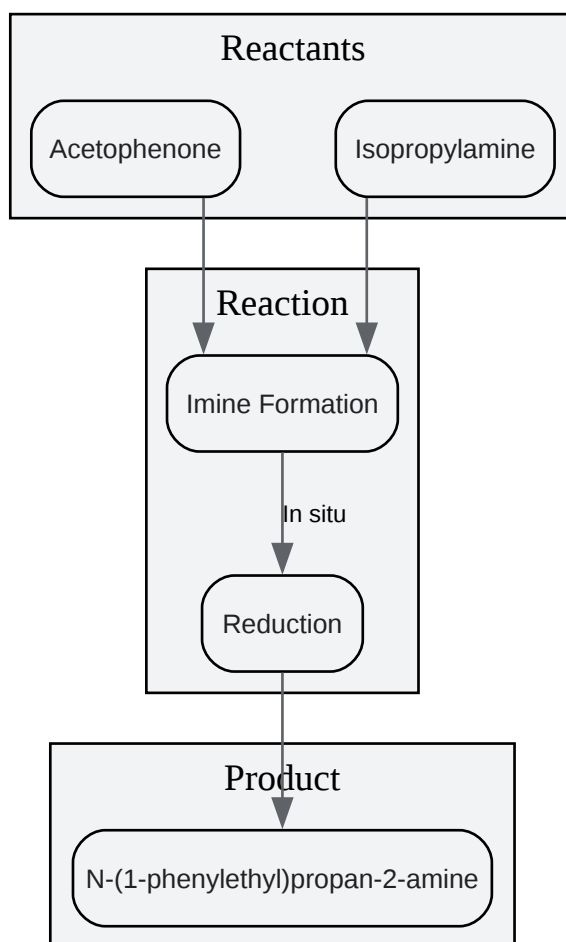 Reactants
Acetophenone
Isopropylamine
Reaction
Imine Formation
In situ
Reduction
Product
N-(1-phenylethyl)propan-2-amine